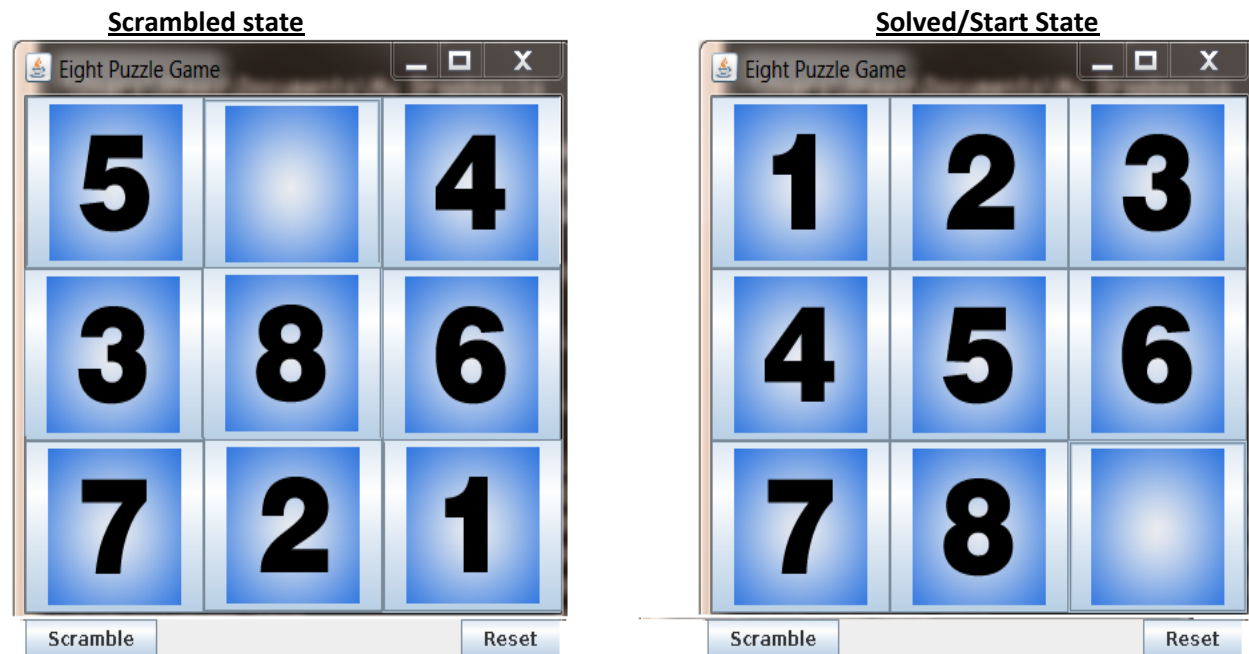 Scrambled state
Eight Puzzle Game
5 4
3 8 6
7 2 1
Scramble Reset
Solved/Start State
Eight Puzzle Game
1 2 3
4 5 6
7 8
Scramble Reset